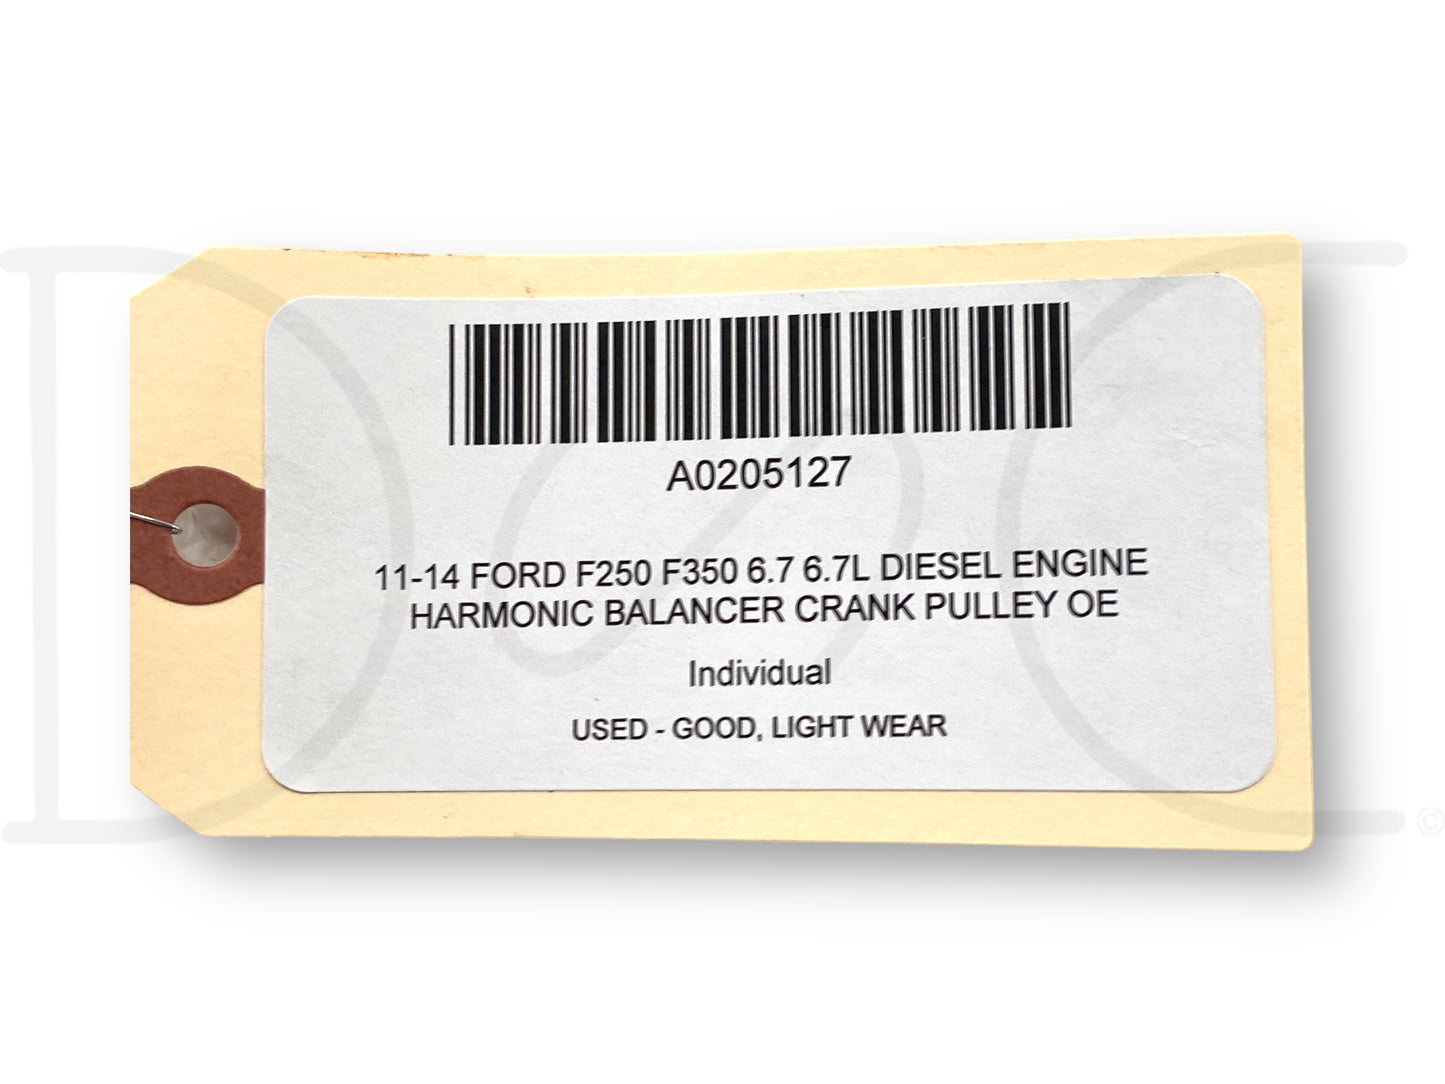 A0205127
11-14 FORD F250 F350 6.7 6.7L DIESEL ENGINE
HARMONIC BALANCER CRANK PULLEY OE
Individual
USED - GOOD, LIGHT WEAR
D&C©